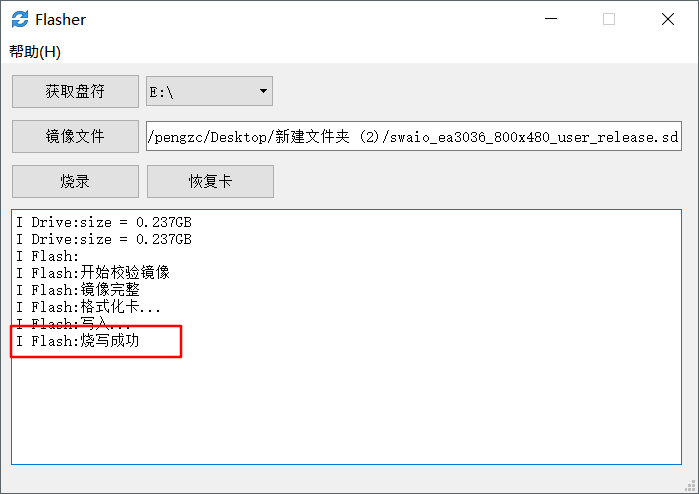 Flasher
帮助(H)
获取盘符 E:\
镜像文件 /pengzc/Desktop/新建文件夹 (2)/swaio_ea3036_800x480_user_release.sd
烧录 恢复卡
I Drive:size = 0.237GB
I Drive:size = 0.237GB
I Flash:
I Flash:开始校验镜像
I Flash:镜像完整
I Flash:格式化卡...
I Flash:写入...
I Flash:烧写成功